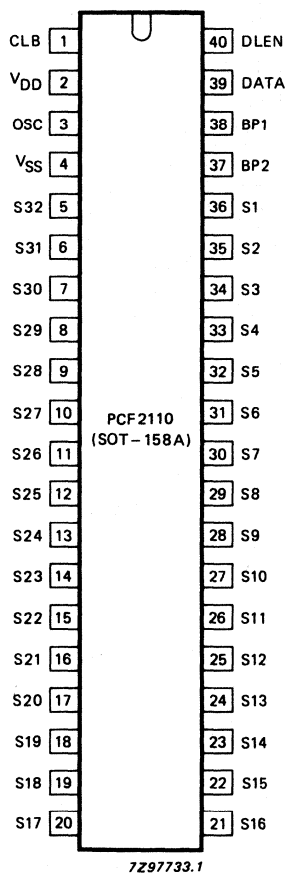 CLB 1 40 DLEN
VDD 2 39 DATA
OSC 3 38 BP1
VSS 4 37 BP2
S32 5 36 S1
S31 6 35 S2
S30 7 34 S3
S29 8 33 S4
S28 9 32 S5
S27 10 31 S6
PCF2110
(SOT-158A)
S26 11 30 S7
S25 12 29 S8
S24 13 28 S9
S23 14 27 S10
S22 15 26 S11
S21 16 25 S12
S20 17 24 S13
S19 18 23 S14
S18 19 22 S15
S17 20 21 S16
7Z97733.1